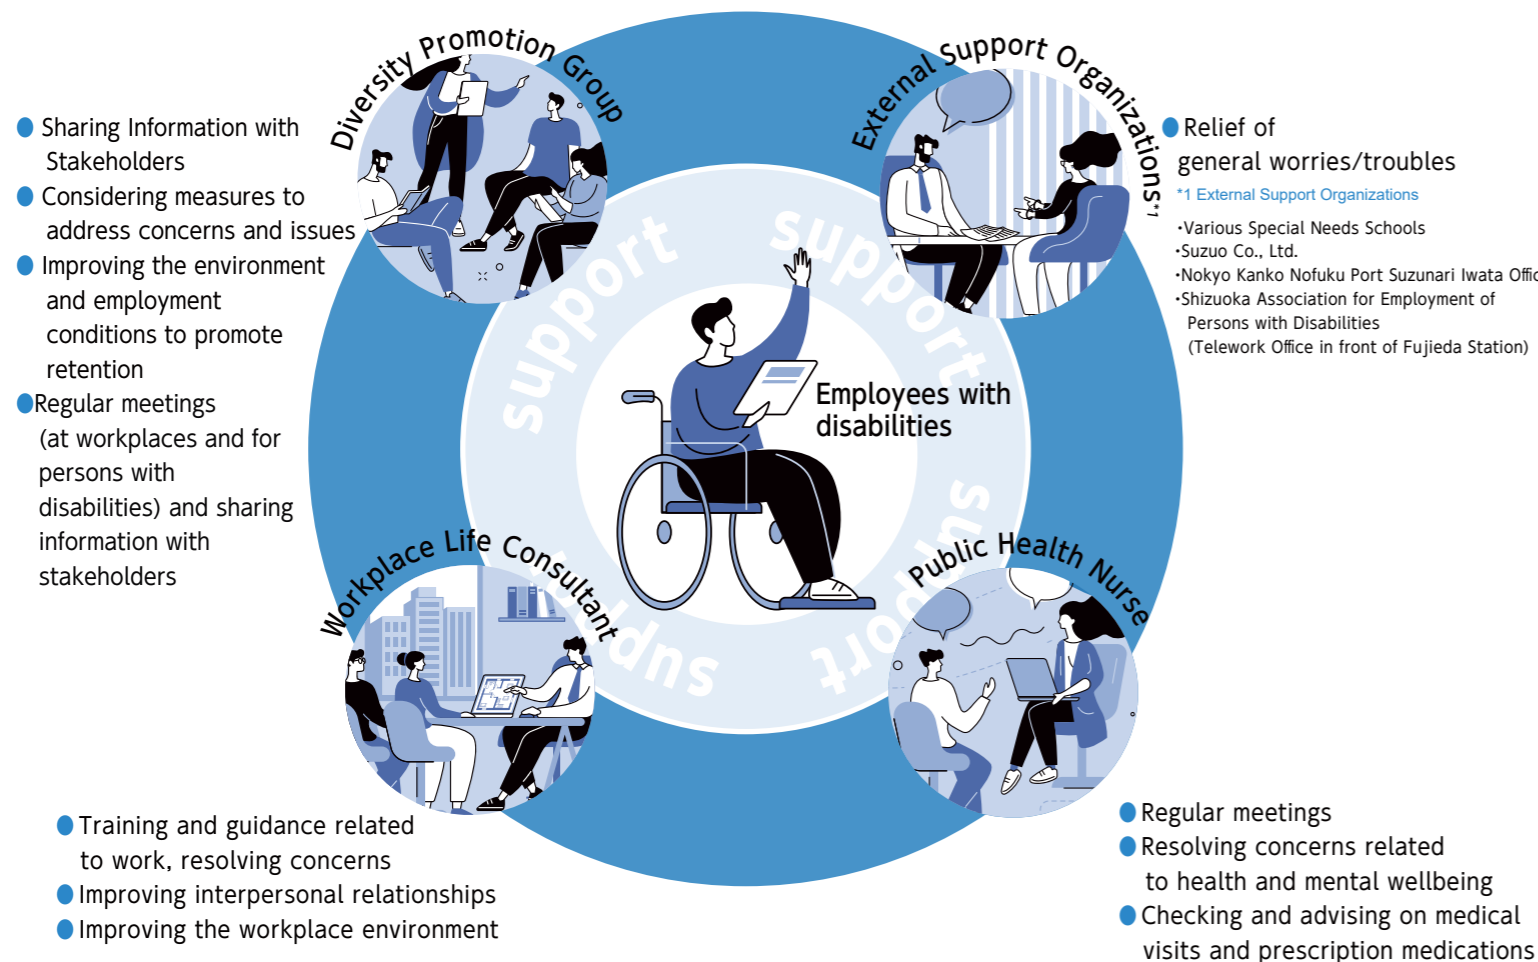 Diversity Promotion Group
● Sharing Information with
Stakeholders
● Considering measures to
address concerns and issues
● Improving the environment
and employment
conditions to promote
retention
●Regular meetings
(at workplaces and for
persons with
disabilities) and sharing
information with
stakeholders
External Support Organizations*1
● Relief of
general worries/troubles
*1 External Support Organizations
・Various Special Needs Schools
・Suzuo Co., Ltd.
・Nokyo Kanko Nofuku Port Suzunari Iwata
・Shizuoka Association for Employment of
Persons with Disabilities
(Telework Office in front of Fujieda Station)
support
support
Employees with
disabilities
support
support
Workplace Life Consultant
● Training and guidance related
to work, resolving concerns
● Improving interpersonal relationships
● Improving the workplace environment
Public Health Nurse
● Regular meetings
● Resolving concerns related
to health and mental wellbeing
● Checking and advising on medical
visits and prescription medications